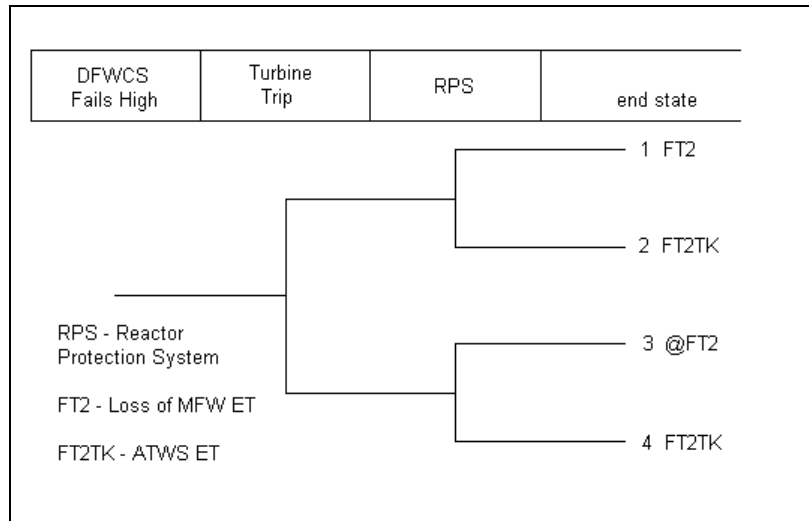 DFWCS
Fails High
Turbine
Trip
RPS
end state
1 FT2
2 FT2TK
3 @FT2
4 FT2TK
RPS - Reactor
Protection System
FT2 - Loss of MFW ET
FT2TK - ATWS ET